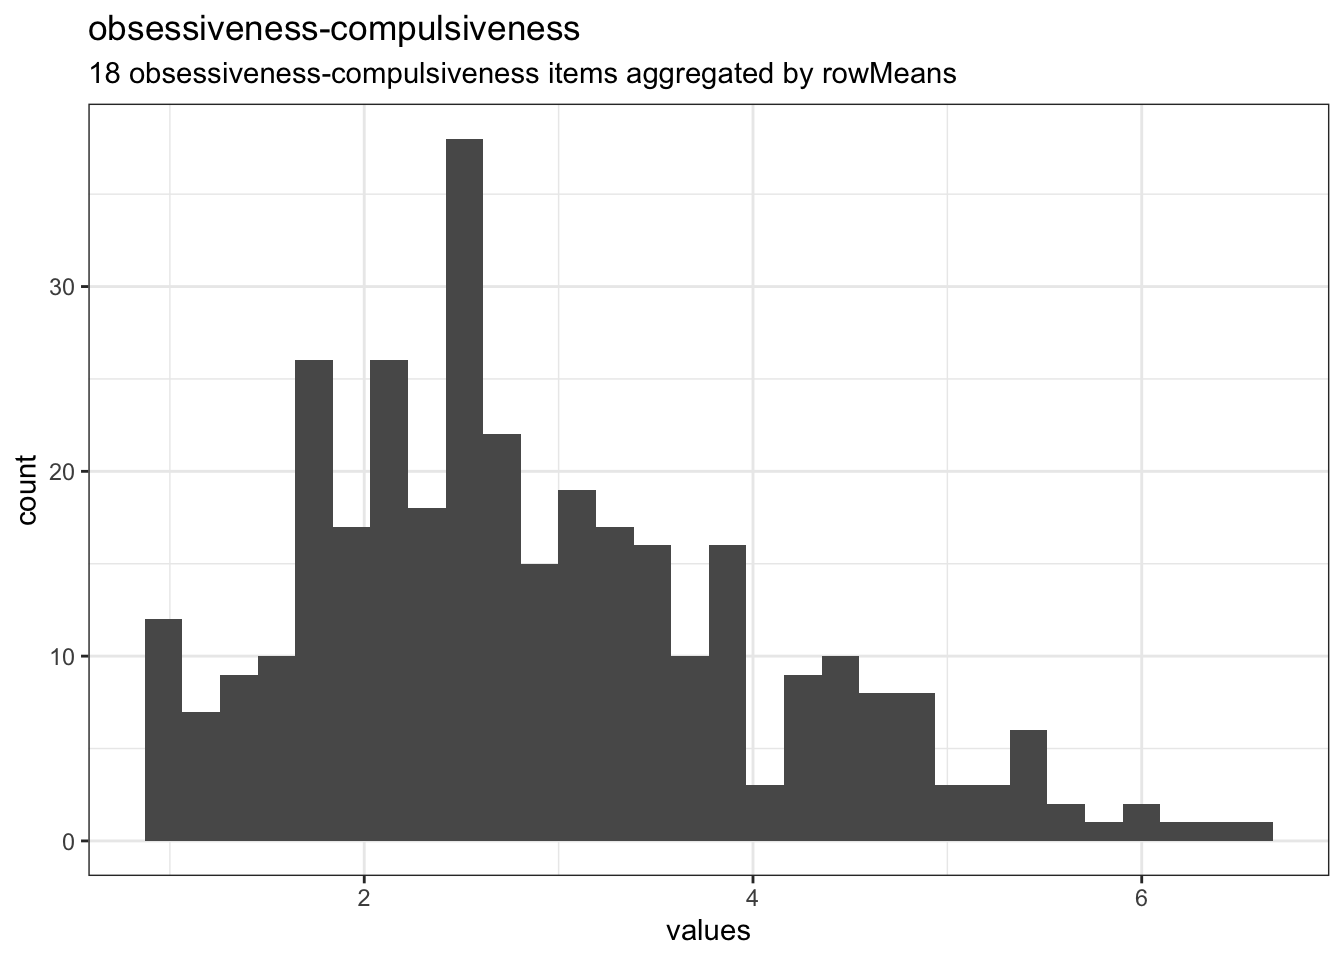 obsessiveness-compulsiveness
18 obsessiveness-compulsiveness items aggregated by rowMeans
30
20
10
0
count
2 4 6
values